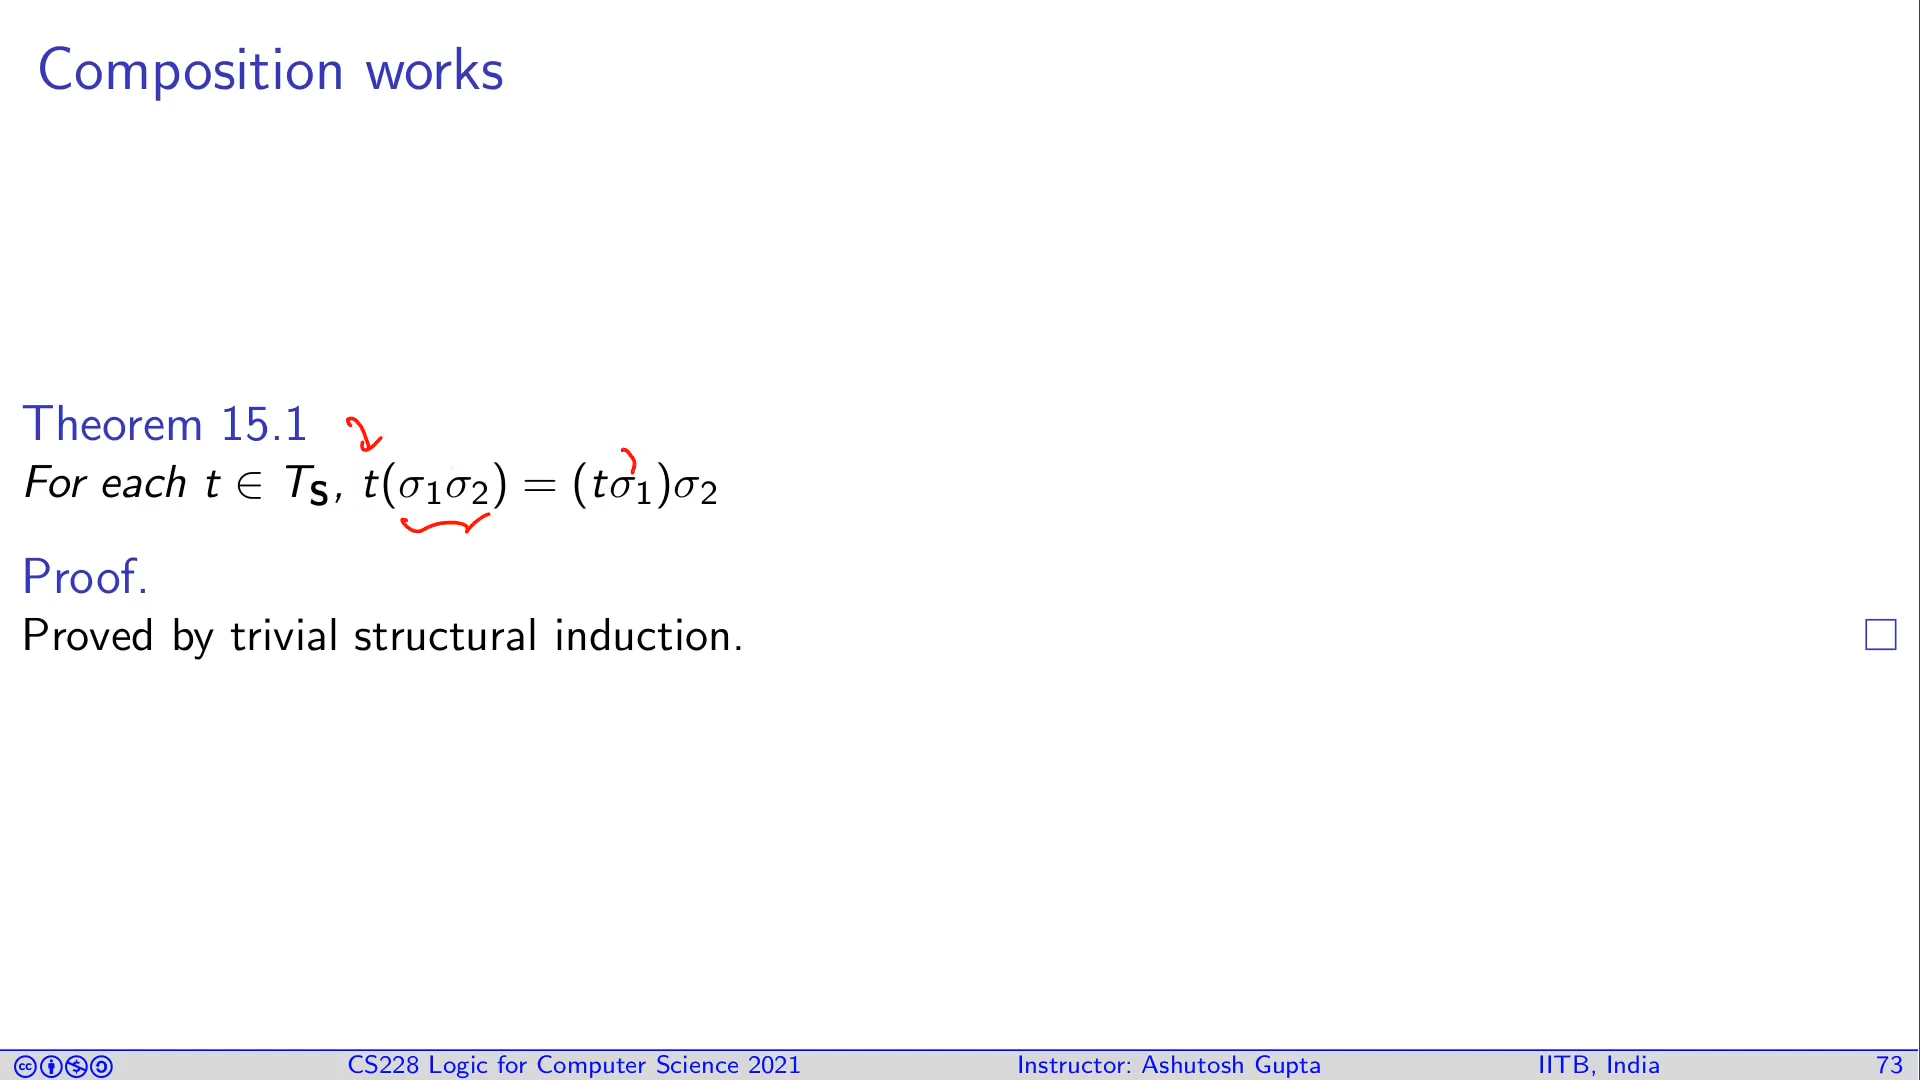 Composition works
Theorem 15.1
For each t ∈ T_S, t(σ₁σ₂) = (tσ₁)σ₂
Proof.
Proved by trivial structural induction. □
CS228 Logic for Computer Science 2021 Instructor: Ashutosh Gupta IITB, India 73